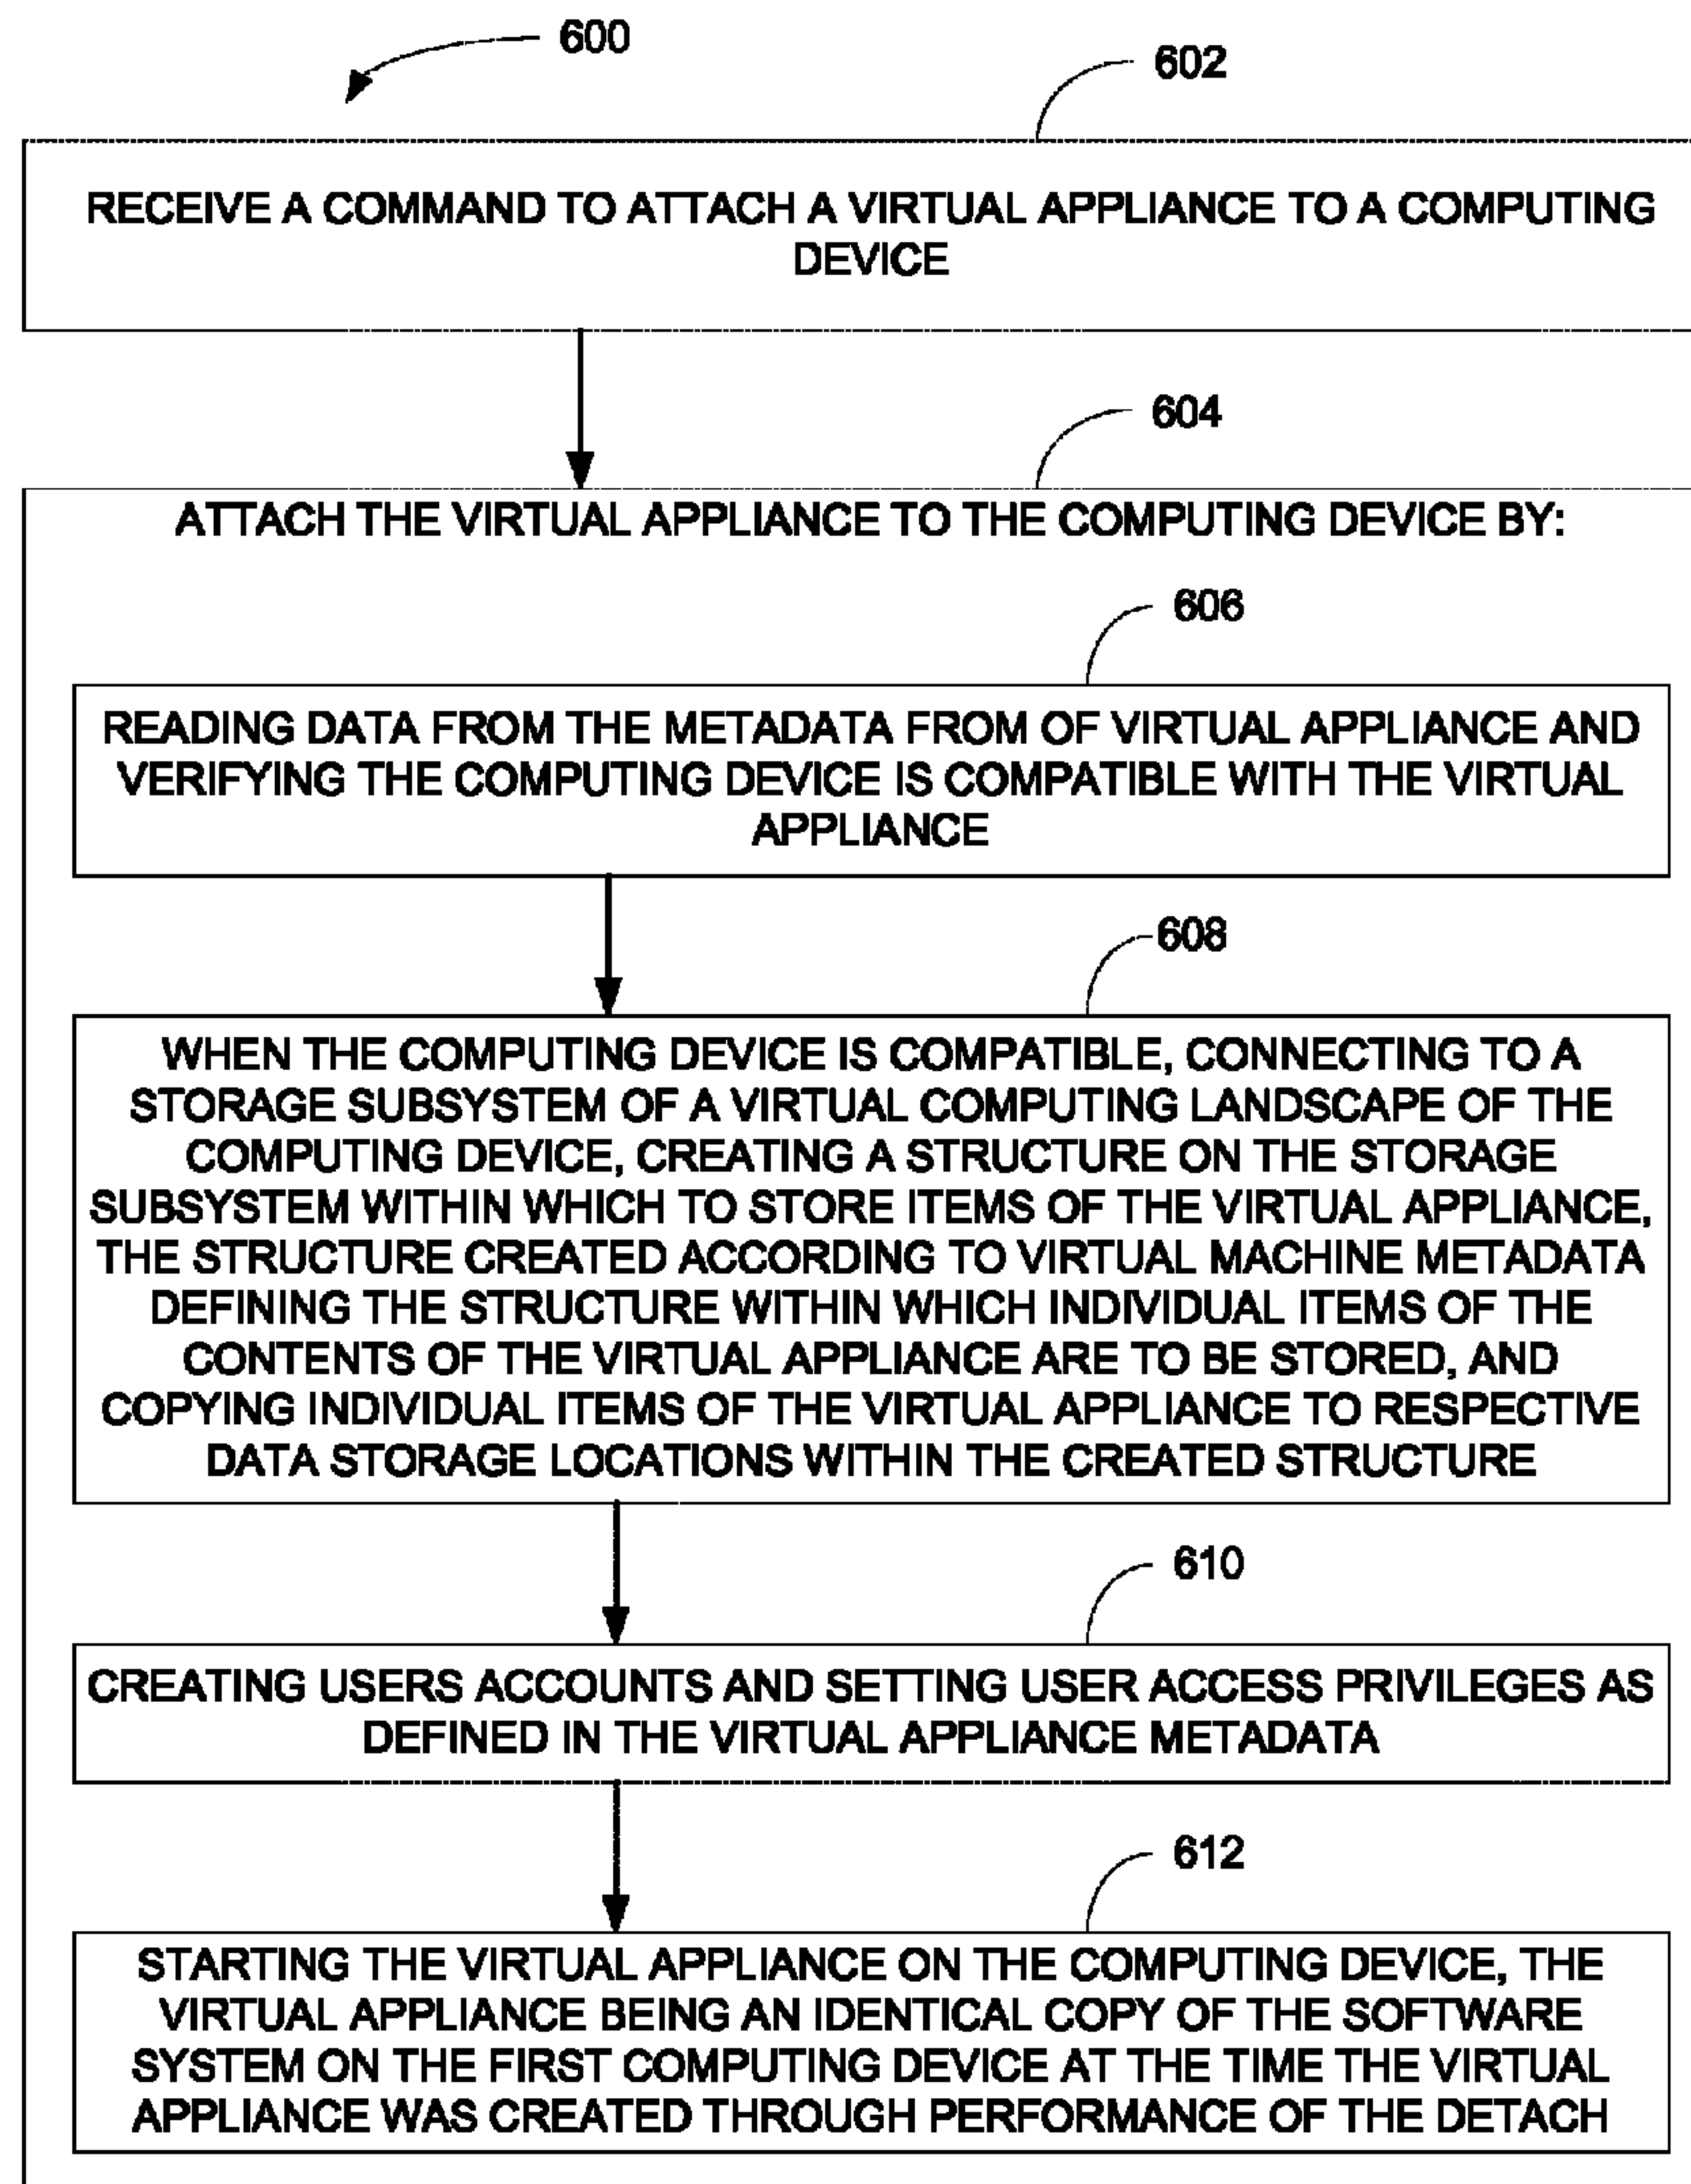 600
602
RECEIVE A COMMAND TO ATTACH A VIRTUAL APPLIANCE TO A COMPUTING
DEVICE
604
ATTACH THE VIRTUAL APPLIANCE TO THE COMPUTING DEVICE BY:
606
READING DATA FROM THE METADATA FROM OF VIRTUAL APPLIANCE AND
VERIFYING THE COMPUTING DEVICE IS COMPATIBLE WITH THE VIRTUAL
APPLIANCE
608
WHEN THE COMPUTING DEVICE IS COMPATIBLE, CONNECTING TO A
STORAGE SUBSYSTEM OF A VIRTUAL COMPUTING LANDSCAPE OF THE
COMPUTING DEVICE, CREATING A STRUCTURE ON THE STORAGE
SUBSYSTEM WITHIN WHICH TO STORE ITEMS OF THE VIRTUAL APPLIANCE,
THE STRUCTURE CREATED ACCORDING TO VIRTUAL MACHINE METADATA
DEFINING THE STRUCTURE WITHIN WHICH INDIVIDUAL ITEMS OF THE
CONTENTS OF THE VIRTUAL APPLIANCE ARE TO BE STORED, AND
COPYING INDIVIDUAL ITEMS OF THE VIRTUAL APPLIANCE TO RESPECTIVE
DATA STORAGE LOCATIONS WITHIN THE CREATED STRUCTURE
610
CREATING USERS ACCOUNTS AND SETTING USER ACCESS PRIVILEGES AS
DEFINED IN THE VIRTUAL APPLIANCE METADATA
612
STARTING THE VIRTUAL APPLIANCE ON THE COMPUTING DEVICE, THE
VIRTUAL APPLIANCE BEING AN IDENTICAL COPY OF THE SOFTWARE
SYSTEM ON THE FIRST COMPUTING DEVICE AT THE TIME THE VIRTUAL
APPLIANCE WAS CREATED THROUGH PERFORMANCE OF THE DETACH